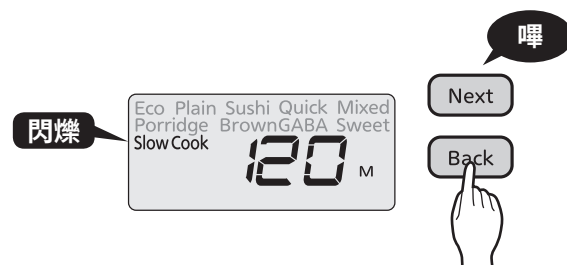 嗶
Next
閃爍
Eco Plain Sushi Quick Mixed
Porridge BrownGABA Sweet
Slow Cook
120 M
Back